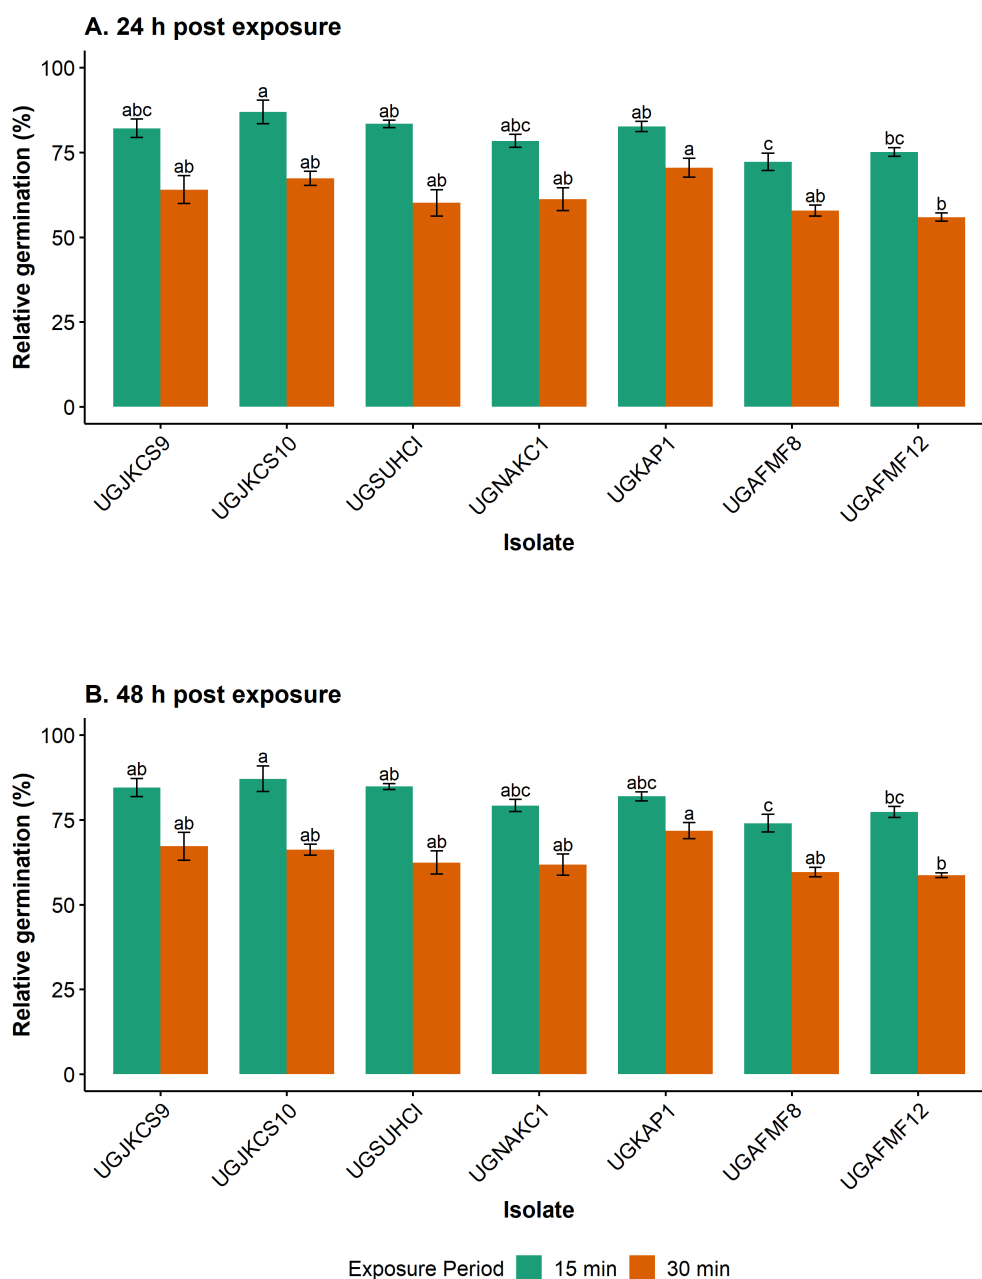 A. 24 h post exposure
Relative germination (%)
100
75
50
25
0
abc
ab
a
ab
ab
ab
abc
ab
ab
a
c
ab
bc
b
UGJKCS9
UGJKCS10
UGSUHCI
UGNAKC1
UGKAP1
UGAFMF8
UGAFMF12
Isolate
B. 48 h post exposure
Relative germination (%)
100
75
50
25
0
ab
ab
a
ab
ab
ab
abc
ab
abc
a
c
ab
bc
b
UGJKCS9
UGJKCS10
UGSUHCI
UGNAKC1
UGKAP1
UGAFMF8
UGAFMF12
Isolate
Exposure Period 15 min 30 min